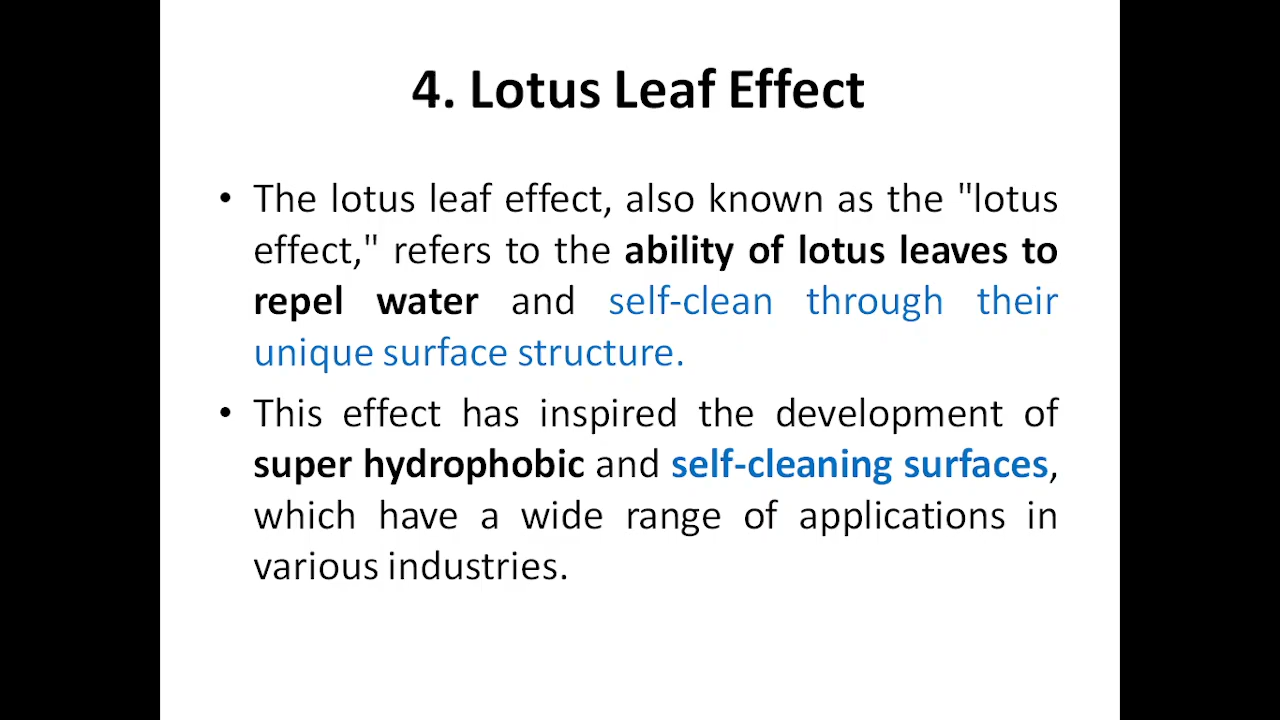 4. Lotus Leaf Effect
• The lotus leaf effect, also known as the "lotus
effect," refers to the ability of lotus leaves to
repel water and self-clean through their
unique surface structure.
• This effect has inspired the development of
super hydrophobic and self-cleaning surfaces,
which have a wide range of applications in
various industries.